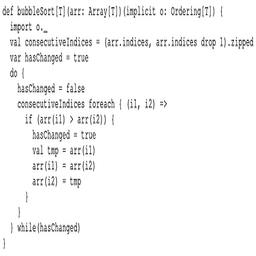 def bubbleSort[T](arr: Array[T])(implicit o: Ordering[T]) {
  import o._
  val consecutiveIndices = (arr.indices, arr.indices drop 1).zipped
  var hasChanged = true
  do {
    hasChanged = false
    consecutiveIndices foreach { (i1, i2) =>
      if (arr(i1) > arr(i2)) {
        hasChanged = true
        val tmp = arr(i1)
        arr(i1) = arr(i2)
        arr(i2) = tmp
      }
    }
  } while(hasChanged)
}